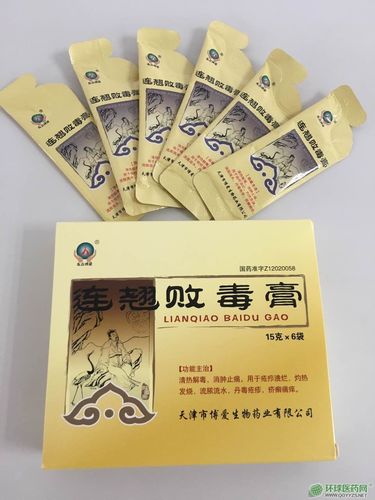 连翘败毒膏
连翘败毒膏
连翘败毒膏
连翘败毒膏
连翘败毒膏
连翘败毒膏
国药准字Z12020058
连翘败毒膏
LIANQIAO BAIDU GAO
15克×6袋
【功能主治】
清热解毒、消肿止痛。用于疮疖溃烂、灼热
发烧、流脓流水、丹毒疮疹、疥癣痛痒。
天津市博爱生物药业有限公司
环球医药网
WWW.QGYYZS.NET